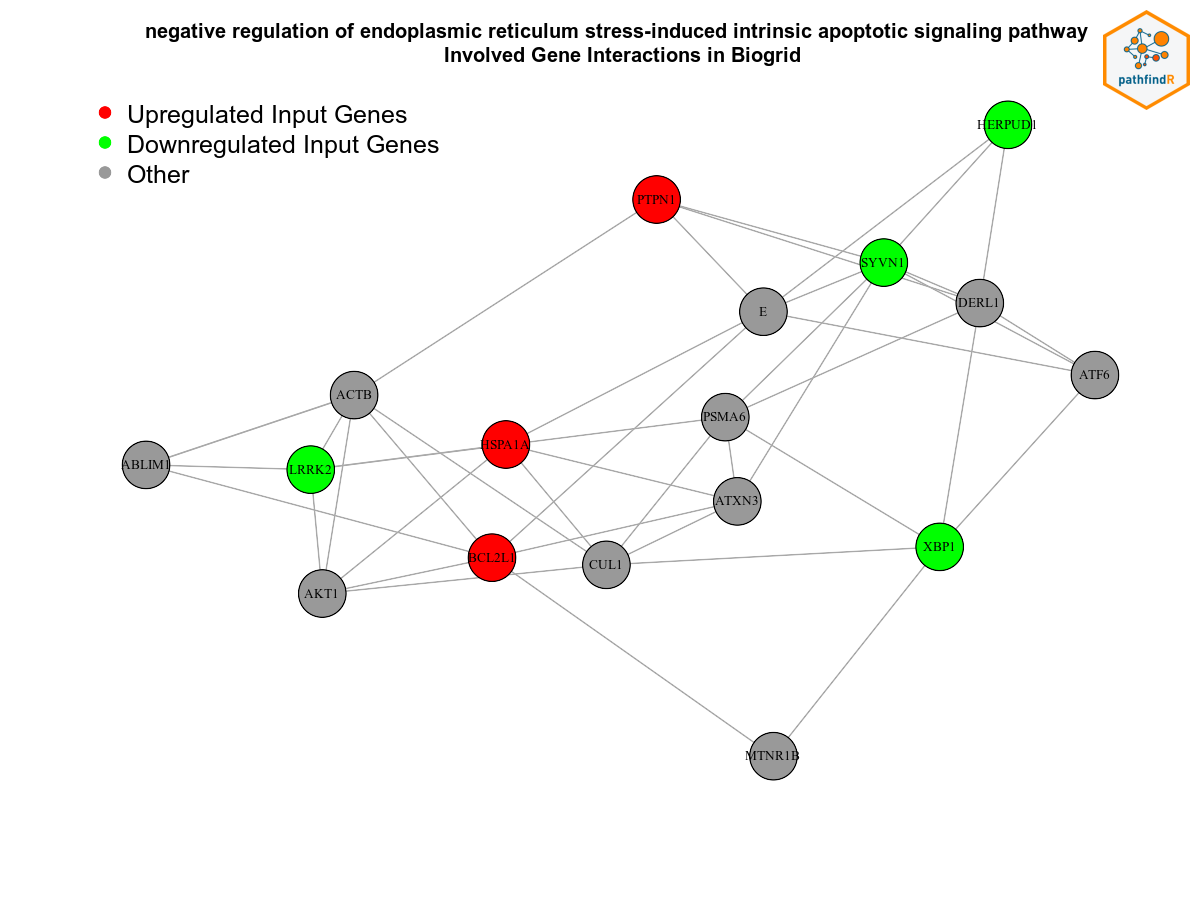 negative regulation of endoplasmic reticulum stress-induced intrinsic apoptotic signaling pathway
Involved Gene Interactions in Biogrid
pathfindR
Upregulated Input Genes
Downregulated Input Genes
Other
HERPUD1
PTPN1
SYVN1
DERL1
E
ATF6
ACTB
PSMA6
HSPA1A
ABLIM1
LRRK2
ATXN3
XBP1
BCL2L1
CUL1
AKT1
MTNR1B